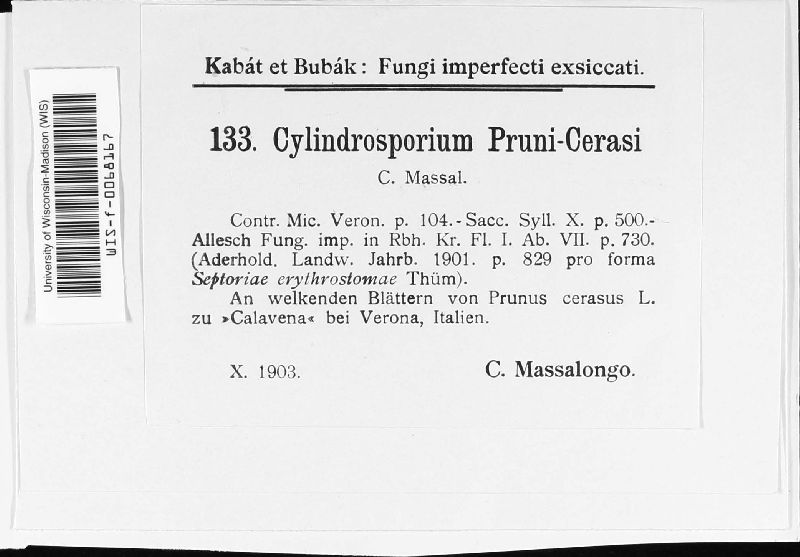 Kabát et Bubák: Fungi imperfecti exsiccati.
133. Cylindrosporium Pruni-Cerasi
C. Massal.
Contr. Mic. Veron. p. 104.-Sacc. Syll. X. p. 500.-
Allesch Fung. imp. in Rbh. Kr. Fl. I. Ab. VII. p. 730.
(Aderhold. Landw. Jahrb. 1901. p. 829 pro forma
Septoriae erythrostomae Thüm).
An welkenden Blättern von Prunus cerasus L.
zu »Calavena« bei Verona, Italien.
X. 1903.
C. Massalongo.
University of Wisconsin-Madison (WIS)
WIS-f-0068167